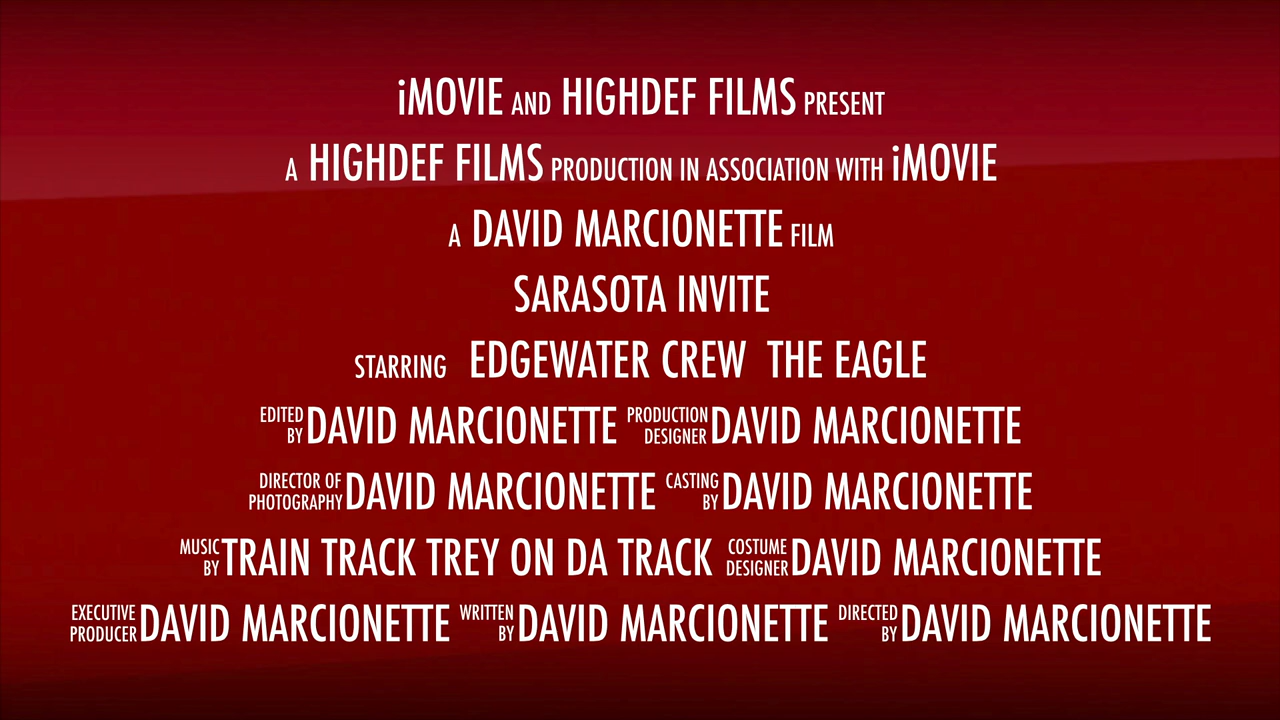 iMOVIE AND HIGHDEF FILMS PRESENT
A HIGHDEF FILMS PRODUCTION IN ASSOCIATION WITH iMOVIE
A DAVID MARCIONETTE FILM
SARASOTA INVITE
STARRING EDGEWATER CREW THE EAGLE
EDITED BY DAVID MARCIONETTE PRODUCTION DESIGNER DAVID MARCIONETTE
DIRECTOR OF PHOTOGRAPHY DAVID MARCIONETTE CASTING BY DAVID MARCIONETTE
MUSIC BY TRAIN TRACK TREY ON DA TRACK COSTUME DESIGNER DAVID MARCIONETTE
EXECUTIVE PRODUCER DAVID MARCIONETTE WRITTEN BY DAVID MARCIONETTE DIRECTED BY DAVID MARCIONETTE